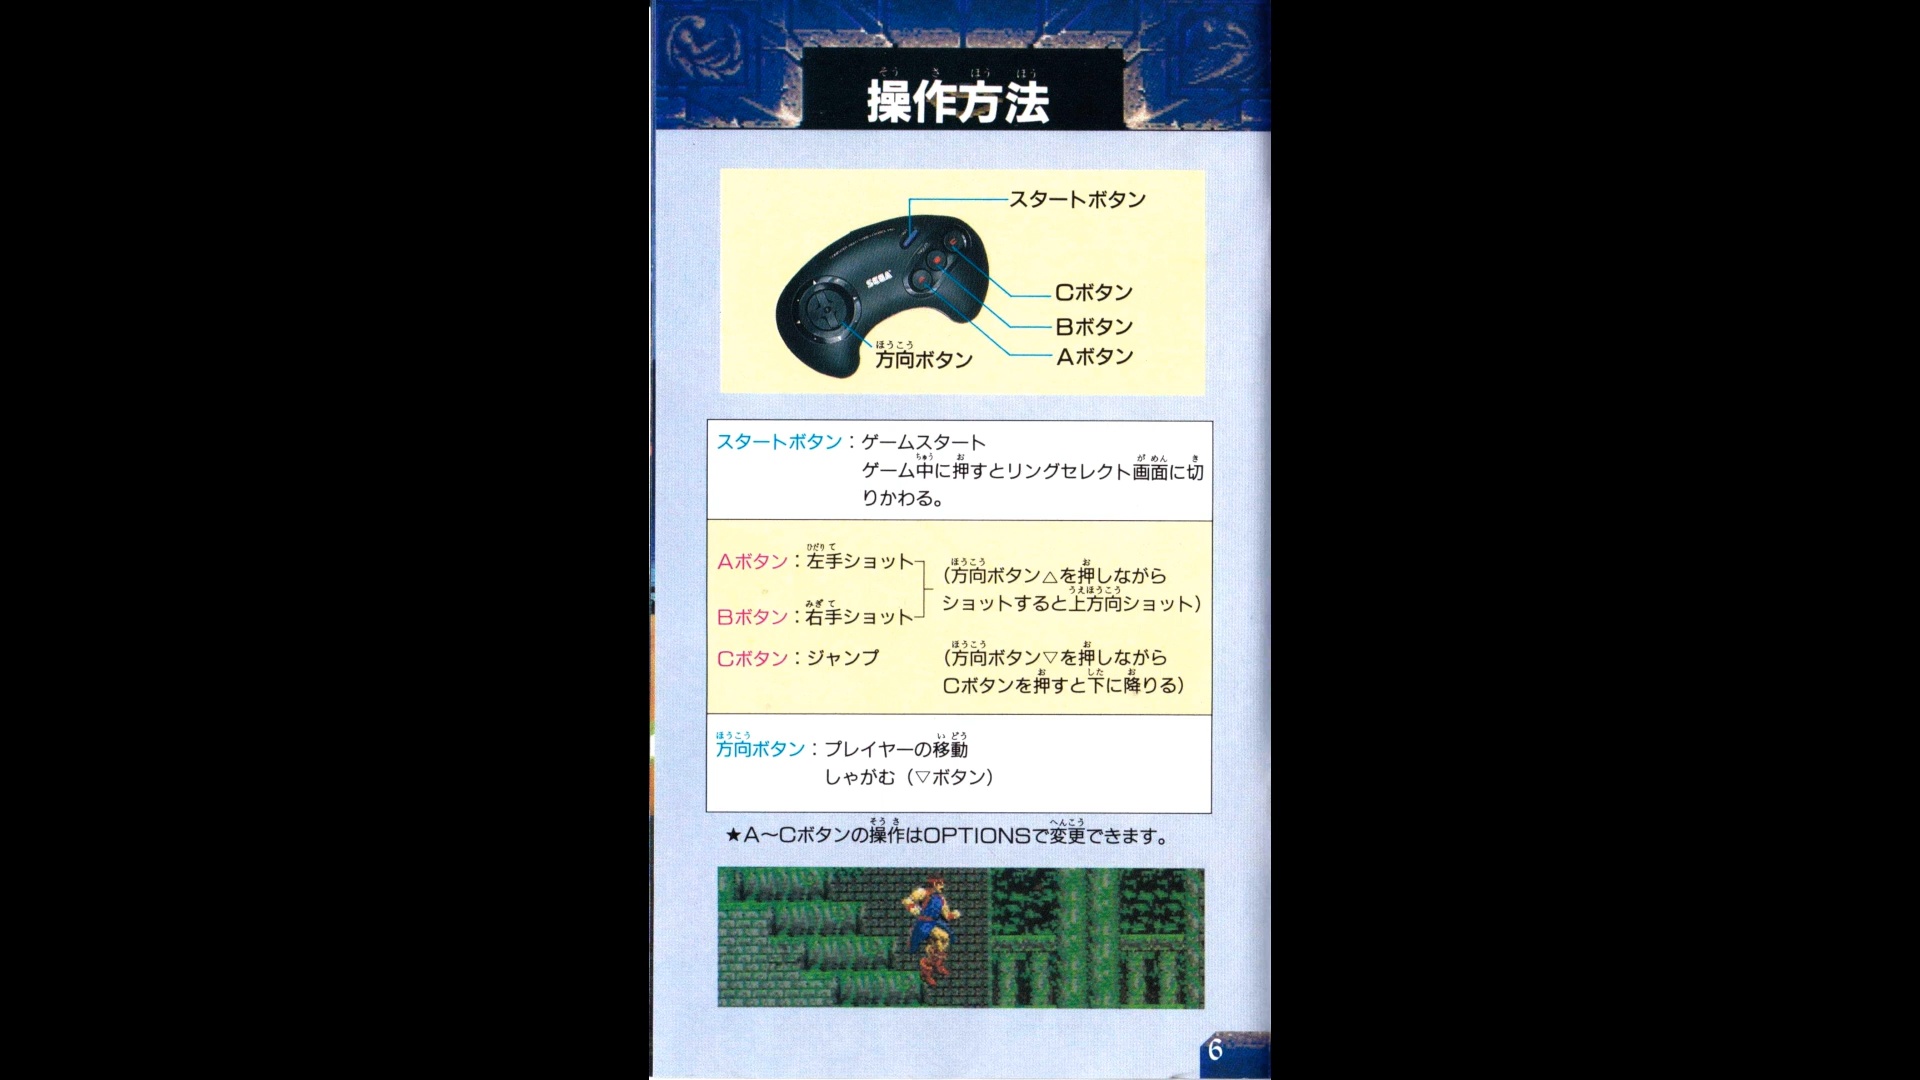 操作方法
スタートボタン
SEGA
Cボタン
Bボタン
Aボタン
方向ボタン
スタートボタン：ゲームスタート
ゲーム中に押すとリングセレクト画面に切
りかわる。
Aボタン：左手ショット
Bボタン：右手ショット
（方向ボタン△を押しながら
ショットすると上方向ショット）
Cボタン：ジャンプ
（方向ボタン▽を押しながら
Cボタンを押すと下に降りる）
方向ボタン：プレイヤーの移動
しゃがむ（▽ボタン）
★A〜Cボタンの操作はOPTIONSで変更できます。
6